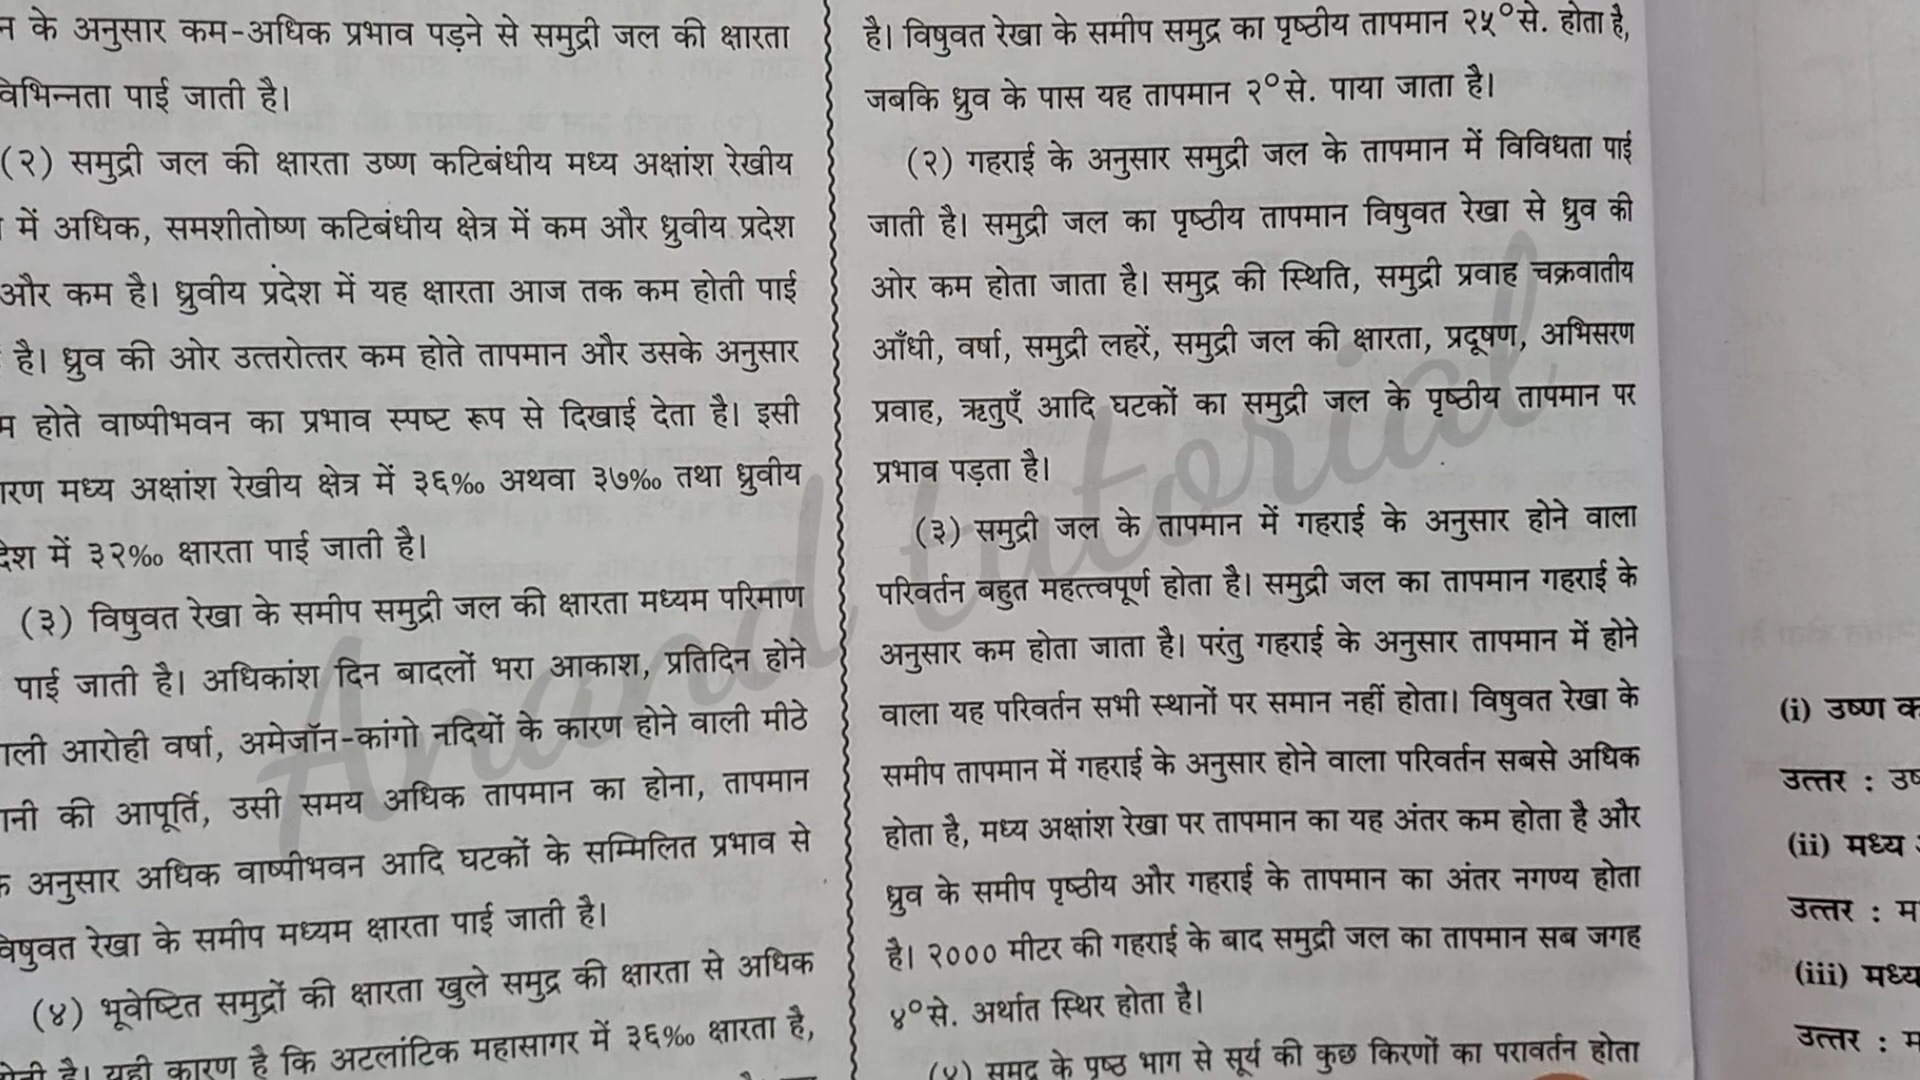 के अनुसार कम-अधिक प्रभाव पड़ने से समुद्री जल की क्षारता
विभिन्नता पाई जाती है।
(२) समुद्री जल की क्षारता उष्ण कटिबंधीय मध्य अक्षांश रेखीय
में अधिक, समशीतोष्ण कटिबंधीय क्षेत्र में कम और ध्रुवीय प्रदेश
और कम है। ध्रुवीय प्रंदेश में यह क्षारता आज तक कम होती पाई
है। ध्रुव की ओर उत्तरोत्तर कम होते तापमान और उसके अनुसार
होते वाष्पीभवन का प्रभाव स्पष्ट रूप से दिखाई देता है। इसी
मध्य अक्षांश रेखीय क्षेत्र में ३६‰ अथवा ३७‰ तथा ध्रुवीय
में ३२‰ क्षारता पाई जाती है।
(३) विषुवत रेखा के समीप समुद्री जल की क्षारता मध्यम परिमाण
पाई जाती है। अधिकांश दिन बादलों भरा आकाश, प्रतिदिन होने
आरोही वर्षा, अमेजॉन-कांगो नदियों के कारण होने वाली मीठे
की आपूर्ति, उसी समय अधिक तापमान का होना, तापमान
अनुसार अधिक वाष्पीभवन आदि घटकों के सम्मिलित प्रभाव से
विषुवत रेखा के समीप मध्यम क्षारता पाई जाती है।
(४) भूवेष्टित समुद्रों की क्षारता खुले समुद्र की क्षारता से अधिक
है। यही कारण है कि अटलांटिक महासागर में ३६‰ क्षारता है,
है। विषुवत रेखा के समीप समुद्र का पृष्ठीय तापमान २५°से. होता है,
जबकि ध्रुव के पास यह तापमान २°से. पाया जाता है।
(२) गहराई के अनुसार समुद्री जल के तापमान में विविधता पाई
जाती है। समुद्री जल का पृष्ठीय तापमान विषुवत रेखा से ध्रुव की
ओर कम होता जाता है। समुद्र की स्थिति, समुद्री प्रवाह चक्रवातीय
आँधी, वर्षा, समुद्री लहरें, समुद्री जल की क्षारता, प्रदूषण, अभिसरण
प्रवाह, ऋतुएँ आदि घटकों का समुद्री जल के पृष्ठीय तापमान पर
प्रभाव पड़ता है।
(३) समुद्री जल के तापमान में गहराई के अनुसार होने वाला
परिवर्तन बहुत महत्त्वपूर्ण होता है। समुद्री जल का तापमान गहराई के
अनुसार कम होता जाता है। परंतु गहराई के अनुसार तापमान में होने
वाला यह परिवर्तन सभी स्थानों पर समान नहीं होता। विषुवत रेखा के
समीप तापमान में गहराई के अनुसार होने वाला परिवर्तन सबसे अधिक
होता है, मध्य अक्षांश रेखा पर तापमान का यह अंतर कम होता है और
ध्रुव के समीप पृष्ठीय और गहराई के तापमान का अंतर नगण्य होता
है। २००० मीटर की गहराई के बाद समुद्री जल का तापमान सब जगह
४°से. अर्थात स्थिर होता है।
(४) समुद्र के पृष्ठ भाग से सूर्य की कुछ किरणों का परावर्तन होता
(i) उष्ण
उत्तर :
(ii) मध्य
उत्तर :
(iii) मध्य
उत्तर :
Anand tutorial